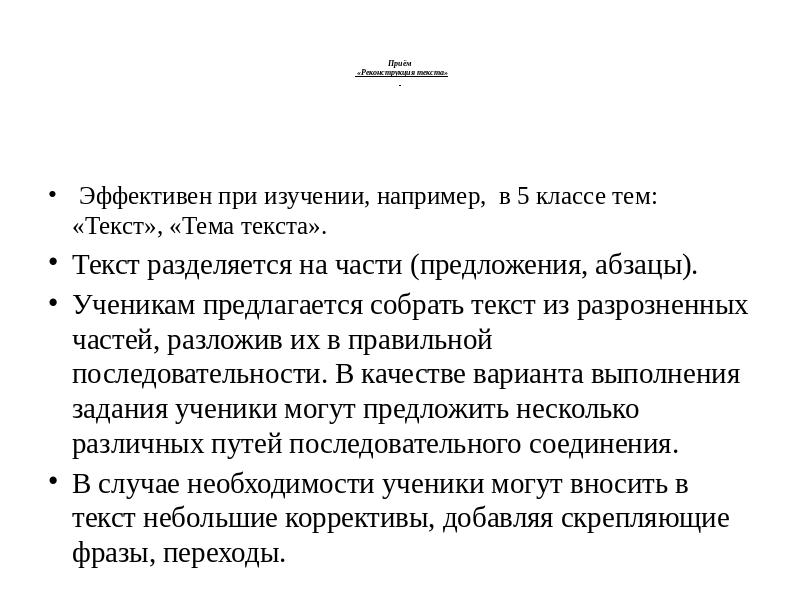 Приём
«Реконструкция текста»
.
• Эффективен при изучении, например, в 5 классе тем:
«Текст», «Тема текста».
• Текст разделяется на части (предложения, абзацы).
• Ученикам предлагается собрать текст из разрозненных
частей, разложив их в правильной
последовательности. В качестве варианта выполнения
задания ученики могут предложить несколько
различных путей последовательного соединения.
• В случае необходимости ученики могут вносить в
текст небольшие коррективы, добавляя скрепляющие
фразы, переходы.